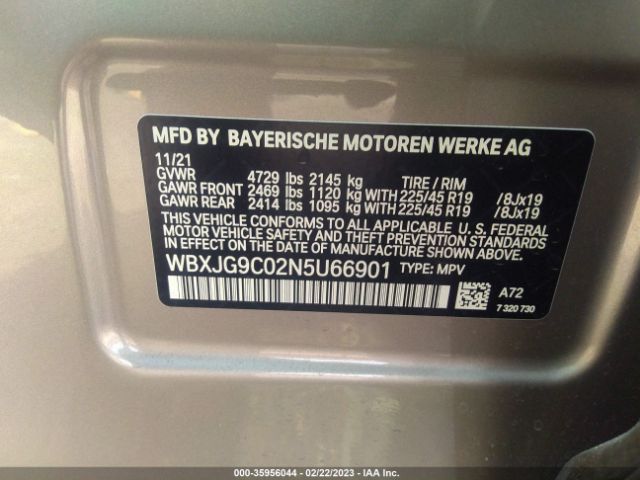 MFD BY BAYERISCHE MOTOREN WERKE AG
11/21
GVWR 4729 lbs 2145 kg TIRE / RIM
GAWR FRONT 2469 lbs 1120 kg WITH 225/45 R19 /8Jx19
GAWR REAR 2414 lbs 1095 kg WITH 225/45 R19 /8Jx19
THIS VEHICLE CONFORMS TO ALL APPLICABLE U. S. FEDERAL
MOTOR VEHICLE SAFETY, BUMPER, AND THEFT PREVENTION
STANDARDS IN EFFECT ON THE DATE OF MANUFACTURE SHOWN ABOVE.
WBXJG9C02N5U66901 TYPE: MPV
A72
7 320 730
000-35956044 / 02/22/2023 - IAA Inc.